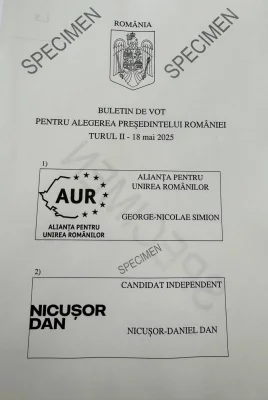 ROMÂNIA
SPECIMEN
SPECIMEN
BULETIN DE VOT
PENTRU ALEGEREA PREȘEDINTELUI ROMÂNIEI
TURUL II - 18 mai 2025
SPECIMEN
1)
AUR
ALIANȚA PENTRU
UNIREA ROMÂNILOR
ALIANȚA PENTRU
UNIREA ROMÂNILOR
GEORGE-NICOLAE SIMION
SPECIMEN
2)
NICUȘOR
DAN
CANDIDAT INDEPENDENT
NICUȘOR-DANIEL DAN